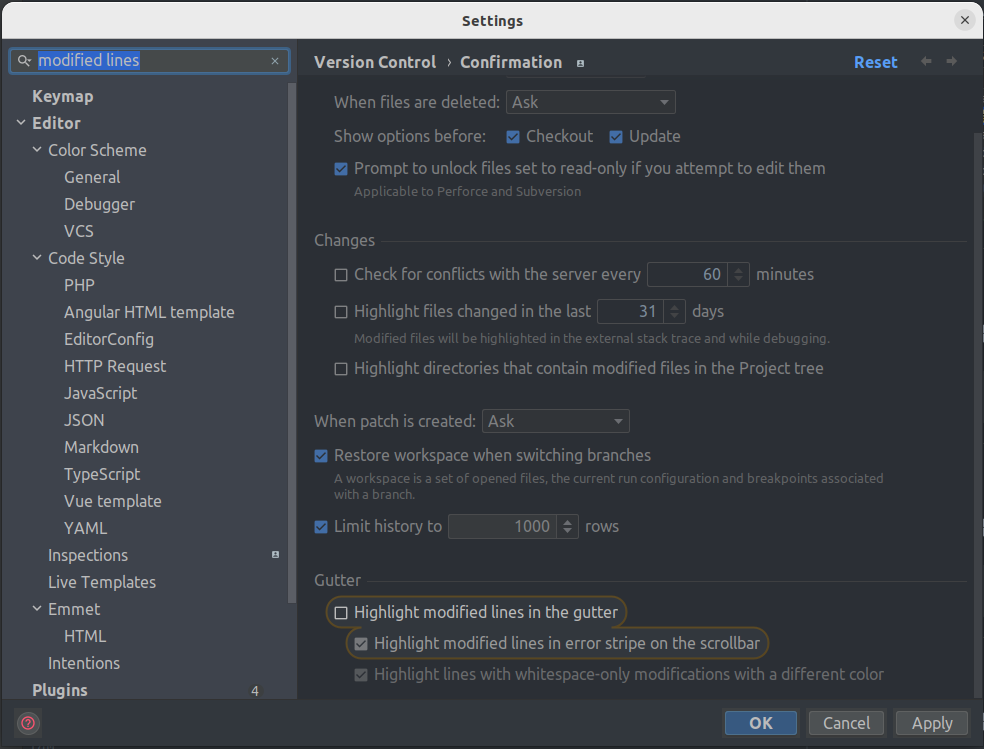 Settings
modified lines
Keymap
Editor
Color Scheme
General
Debugger
VCS
Code Style
PHP
Angular HTML template
EditorConfig
HTTP Request
JavaScript
JSON
Markdown
TypeScript
Vue template
YAML
Inspections
Live Templates
Emmet
HTML
Intentions
Plugins 4
Version Control › Confirmation
Reset
When files are deleted: Ask
Show options before: Checkout Update
Prompt to unlock files set to read-only if you attempt to edit them
Applicable to Perforce and Subversion
Changes
Check for conflicts with the server every 60 minutes
Highlight files changed in the last 31 days
Modified files will be highlighted in the external stack trace and while debugging.
Highlight directories that contain modified files in the Project tree
When patch is created: Ask
Restore workspace when switching branches
A workspace is a set of opened files, the current run configuration and breakpoints associated
with a branch.
Limit history to 1000 rows
Gutter
Highlight modified lines in the gutter
Highlight modified lines in error stripe on the scrollbar
Highlight lines with whitespace-only modifications with a different color
?
OK Cancel Apply